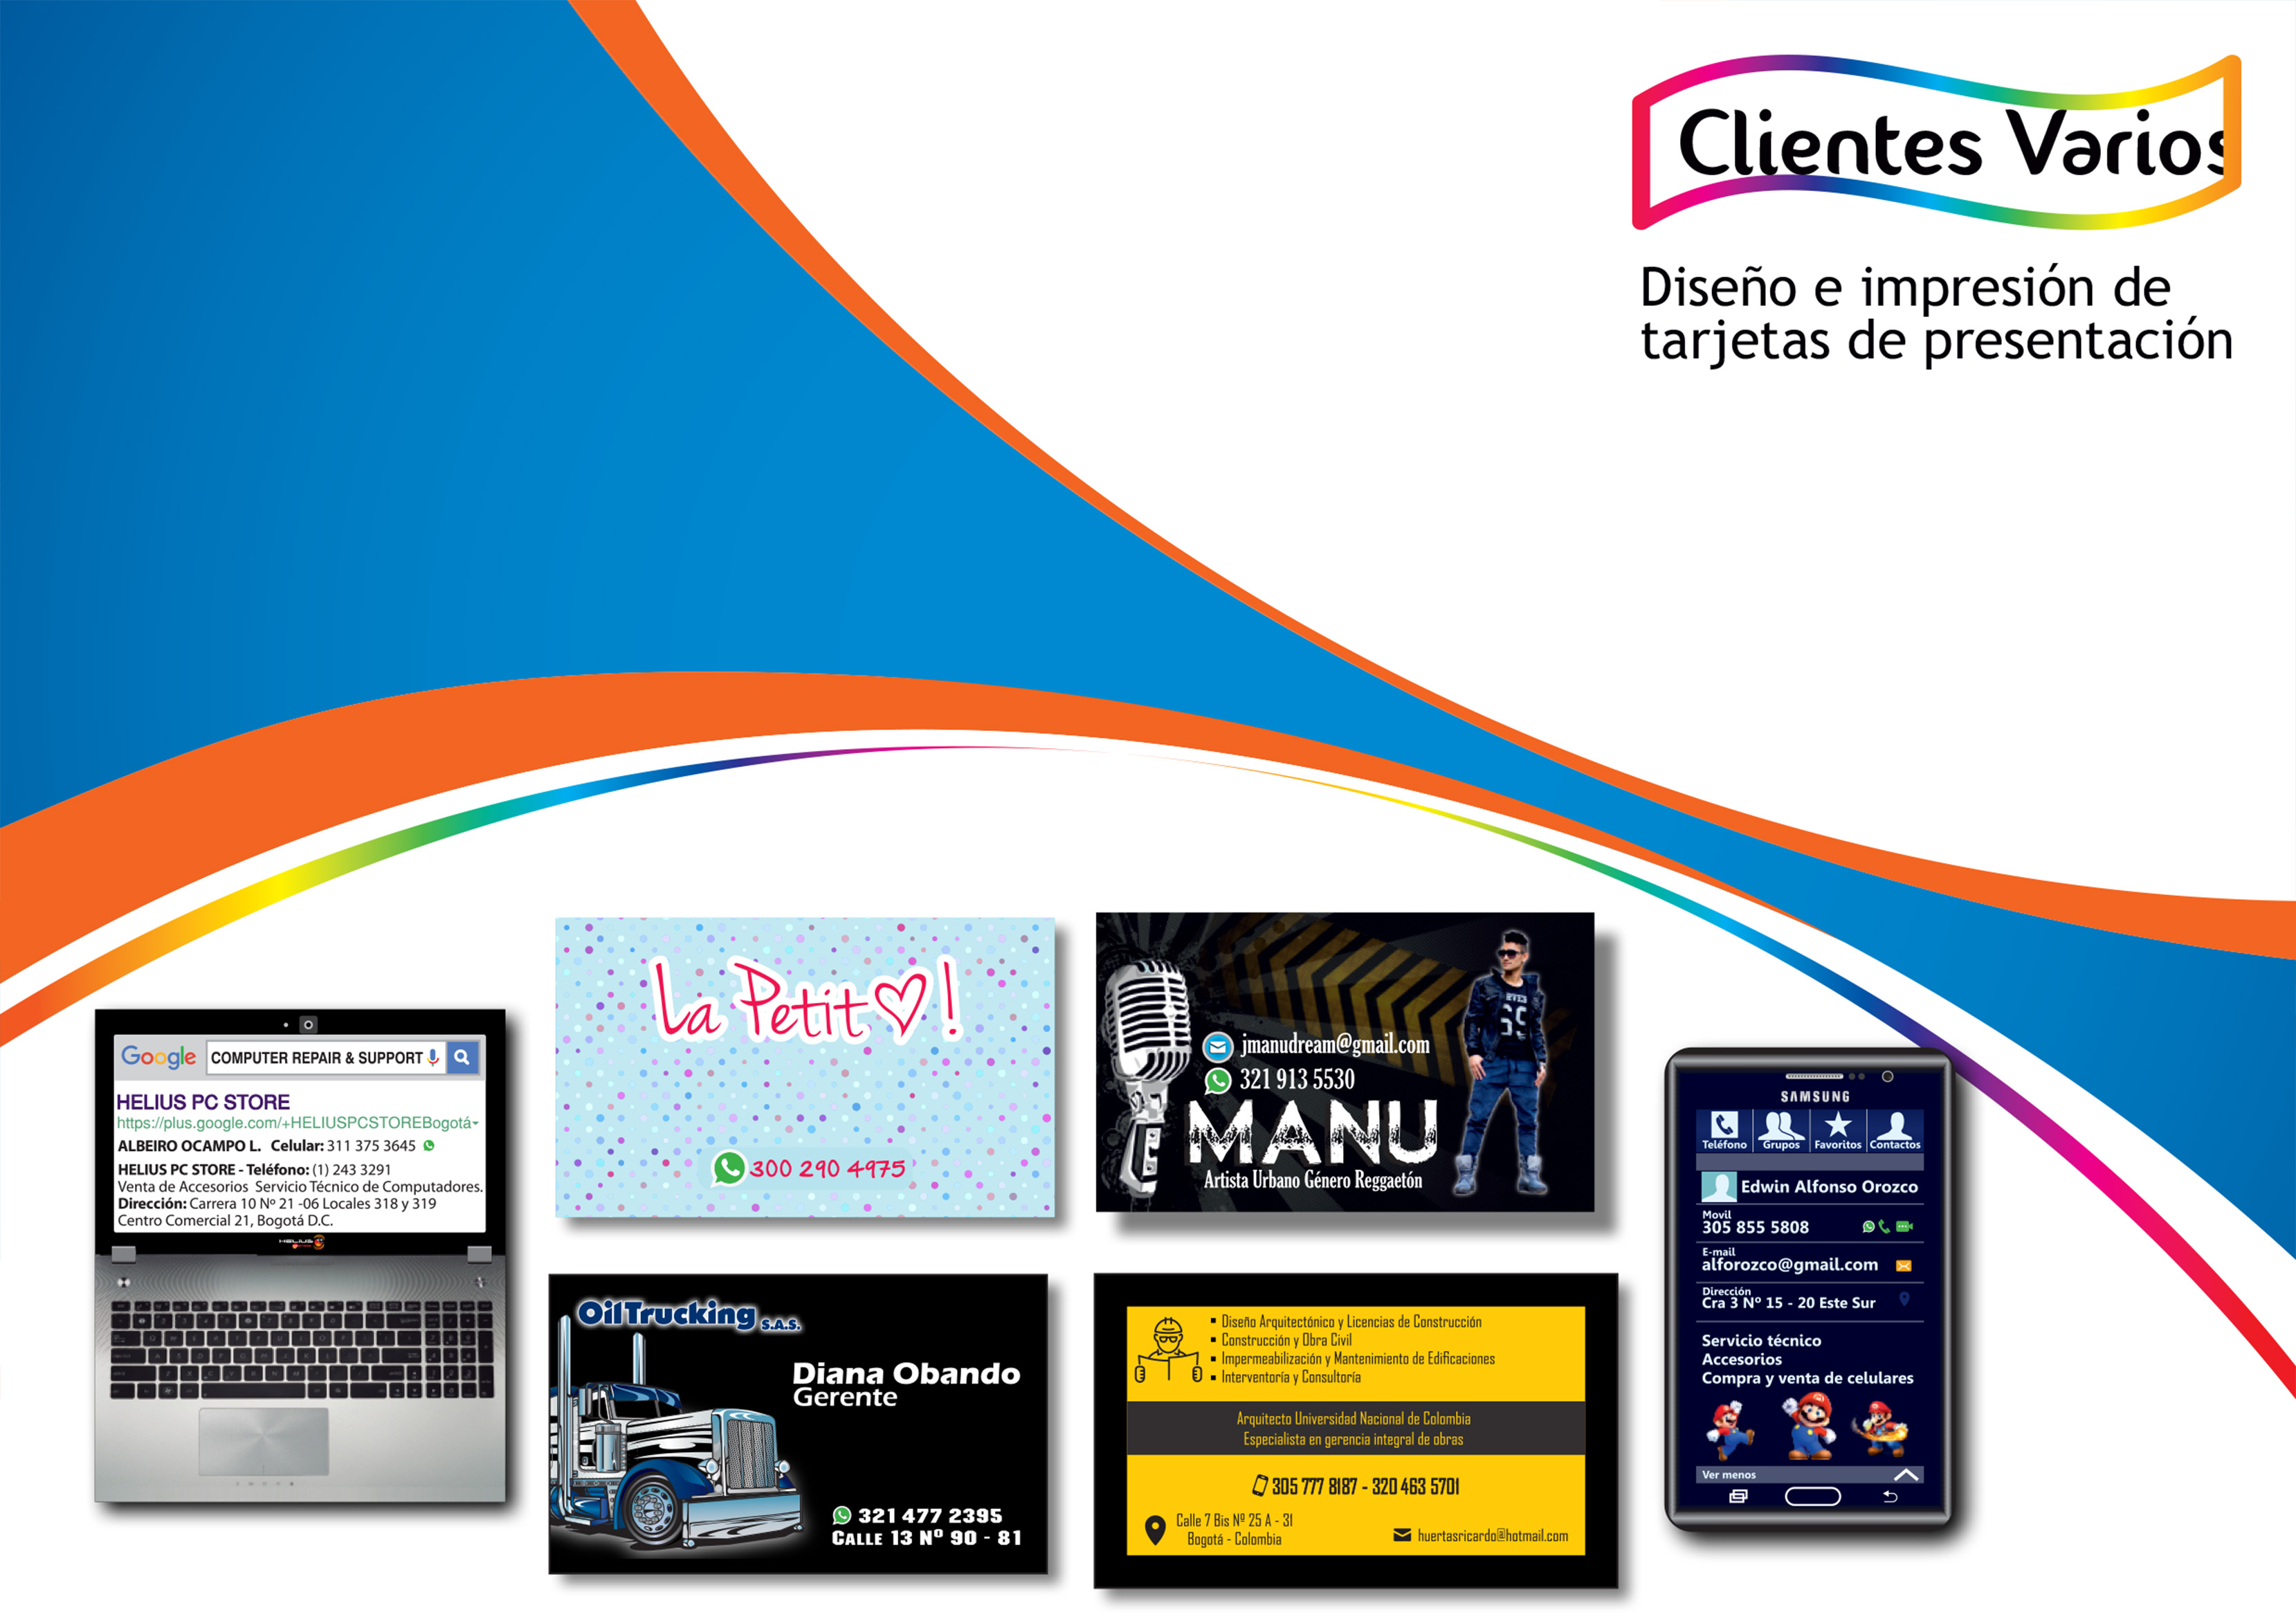 Clientes Varios
Diseño e impresión de
tarjetas de presentación
Google COMPUTER REPAIR & SUPPORT
HELIUS PC STORE
https://plus.google.com/+HELIUSPCSTOREBogotá
ALBEIRO OCAMPO L. Celular: 311 375 3645
HELIUS PC STORE - Teléfono: (1) 243 3291
Venta de Accesorios Servicio Técnico de Computadores.
Dirección: Carrera 10 Nº 21 -06 Locales 318 y 319
Centro Comercial 21, Bogotá D.C.
HELIUS
La Petit !
300 290 4975
jmanudream@gmail.com
321 913 5530
MANU
Artista Urbano Género Reggaetón
OilTrucking S.A.S.
Diana Obando
Gerente
321 477 2395
CALLE 13 Nº 90 - 81
▪ Diseño Arquitectónico y Licencias de Construcción
▪ Construcción y Obra Civil
▪ Impermeabilización y Mantenimiento de Edificaciones
▪ Interventoría y Consultoría
Arquitecto Universidad Nacional de Colombia
Especialista en gerencia integral de obras
305 777 8187 - 320 463 5701
Calle 7 Bis Nº 25 A - 31
Bogotá - Colombia
huertasricardo@hotmail.com
SAMSUNG
Teléfono Grupos Favoritos Contactos
Edwin Alfonso Orozco
Movil
305 855 5808
E-mail
alforozco@gmail.com
Dirección
Cra 3 Nº 15 - 20 Este Sur
Servicio técnico
Accesorios
Compra y venta de celulares
Ver menos